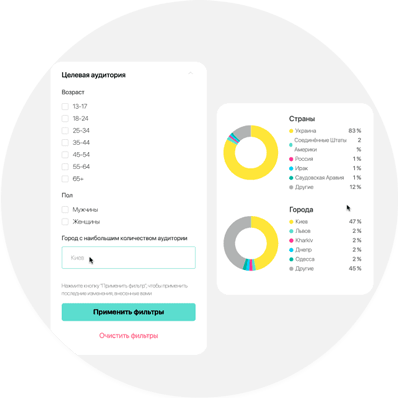 Целевая аудитория
Возраст
13-17
18-24
25-34
35-44
45-54
55-64
65+
Пол
Мужчины
Женщины
Город с наибольшим количеством аудитории
Киев
Нажмите кнопку "Применить фильтр", чтобы применить
последние изменения, внесенные вами
Применить фильтры
Очистить фильтры
Страны
Украина 83 %
Соединённые Штаты 2
Америки %
Россия 1 %
Ирак 1 %
Саудовская Аравия 1 %
Другие 12 %
Города
Киев 47 %
Львов 2 %
Kharkiv 2 %
Днепр 2 %
Одесса 2 %
Другие 45 %